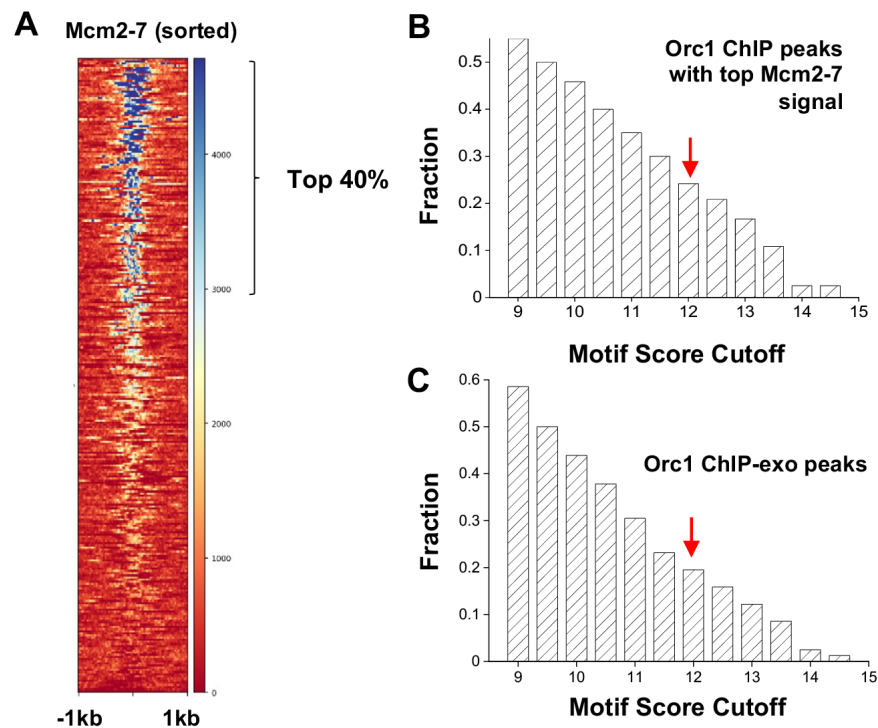 A
Mcm2-7 (sorted)
4000
3000
2000
1000
0
-1kb
1kb
Top 40%
B
Orc1 ChIP peaks
with top Mcm2-7
signal
Fraction
0.5
0.4
0.3
0.2
0.1
0
9
10
11
12
13
14
15
Motif Score Cutoff
C
Orc1 ChIP-exo peaks
Fraction
0.6
0.5
0.4
0.3
0.2
0.1
0
9
10
11
12
13
14
15
Motif Score Cutoff